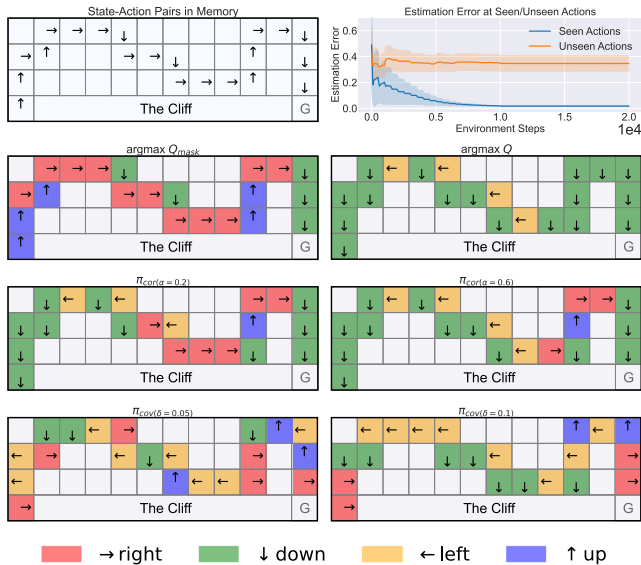 State-Action Pairs in Memory
→ → → ↓ → → ↓
→ ↑ → → ↓ ↑ ↓
↑ → → → ↑ ↓
↑ The Cliff G
Estimation Error at Seen/Unseen Actions
Estimation Error
0.6
0.4
0.2
0.0
Seen Actions
Unseen Actions
0.0 0.5 1.0 1.5 2.0
Environment Steps
1e4
argmax Q_mask
→ → → ↓ → → ↓
→ ↑ → → ↓ ↑ ↓
↑ → → → ↑ ↓
↑ The Cliff G
argmax Q
↓ ← ↓ ← ↓ ↓ ↓
↓ ↓ ↓ ↓ ← ↓ ↓
↓ ↓ ← ↓ ↓ ↓
↓ The Cliff G
π_cor(α = 0.2)
↓ ← ↓ ← → → ↓
↓ ↓ ↓ → ← ↑ ↓
↓ → → → ↓ ↓
↓ The Cliff G
π_cor(α = 0.6)
↓ ← ↓ ← → → ↓
↓ ↓ ↓ ↓ ← ↑ ↓
↓ ↓ ← → ↓ ↓
↓ The Cliff G
π_cov(δ = 0.05)
↓ ↓ ← → ↓ ↑ ←
← → ← ↓ ← → ↑
← ↑ ← ← → →
→ The Cliff G
π_cov(δ = 0.1)
← ← ← ← ↑ ← ↑
↓ ↓ ← ↓ ↓ ← →
→ ↓ ↓ ← ↓ →
→ The Cliff G
→ right ↓ down ← left ↑ up